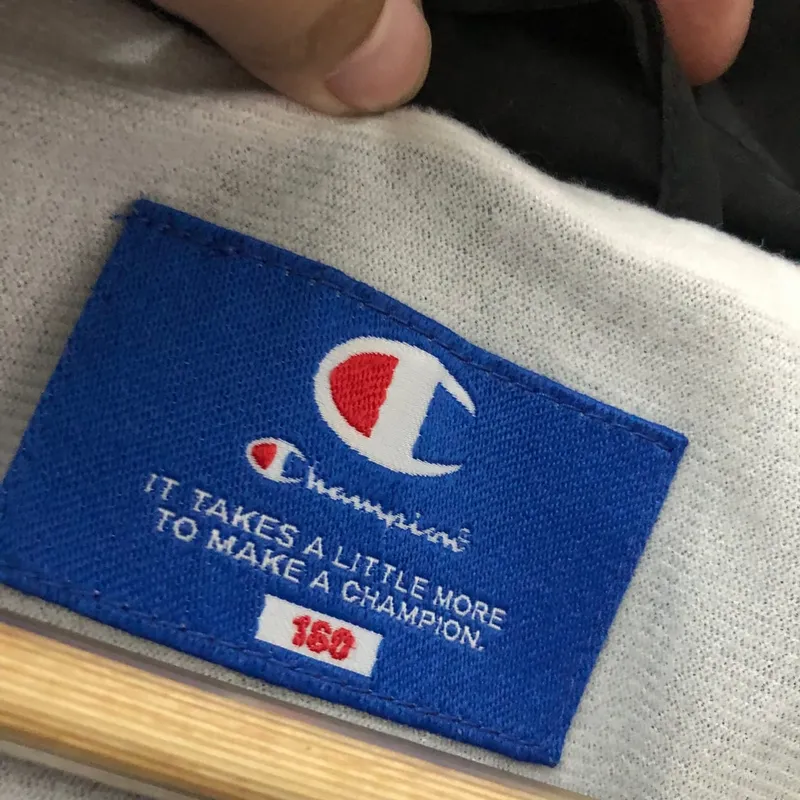 Champion
IT TAKES A LITTLE MORE
TO MAKE A CHAMPION.
160